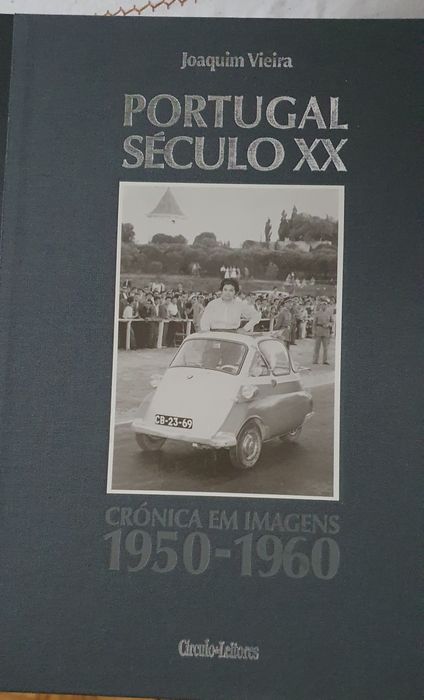 Joaquim Vieira
PORTUGAL
SÉCULO XX
CB-23-69
CRÓNICA EM IMAGENS
1950-1960
Círculo de Leitores